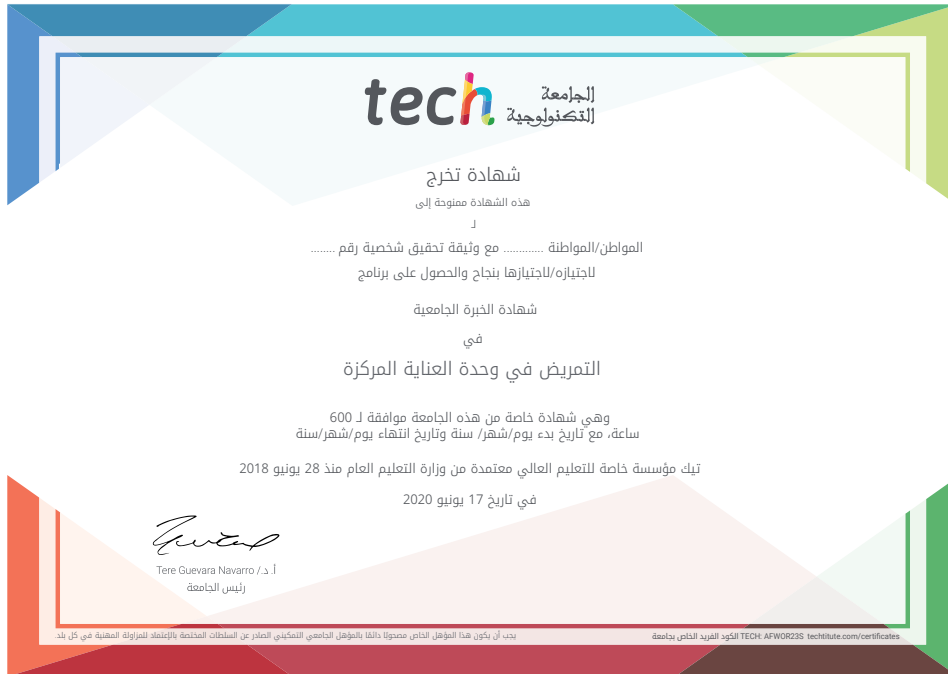 tech الجامعة
التكنولوجية
شهادة تخرج
هذه الشهادة ممنوحة إلى
لـ
المواطن/المواطنة ............. مع وثيقة تحقيق شخصية رقم ........
لاجتيازه/لاجتيازها بنجاح والحصول على برنامج
شهادة الخبرة الجامعية
في
التمريض في وحدة العناية المركزة
وهي شهادة خاصة من هذه الجامعة موافقة لـ 600
ساعة، مع تاريخ بدء يوم/شهر/ سنة وتاريخ انتهاء يوم/شهر/سنة
تيك مؤسسة خاصة للتعليم العالي معتمدة من وزارة التعليم العام منذ 28 يونيو 2018
في تاريخ 17 يونيو 2020
أ. د./ Tere Guevara Navarro
رئيس الجامعة
يجب أن يكون هذا المؤهل الخاص مصحوبًا دائمًا بالمؤهل الجامعي التمكيني الصادر عن السلطات المختصة بالإعتماد للمزاولة المهنية في كل بلد.
الكود الفريد الخاص بجامعة TECH: AFWOR23S techtitute.com/certificates